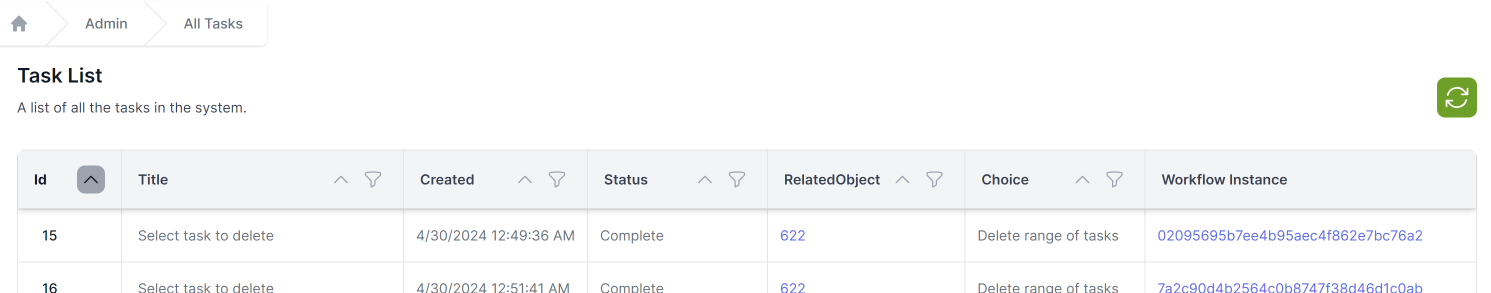 Admin All Tasks
Task List
A list of all the tasks in the system.
Id Title Created Status RelatedObject Choice Workflow Instance
15 Select task to delete 4/30/2024 12:49:36 AM Complete 622 Delete range of tasks 02095695b7ee4b95aec4f862e7bc76a2
16 Select task to delete 4/30/2024 12:51:41 AM Complete 622 Delete range of tasks 7a2c90d4b2564c0b8747f38d46d1c0ab